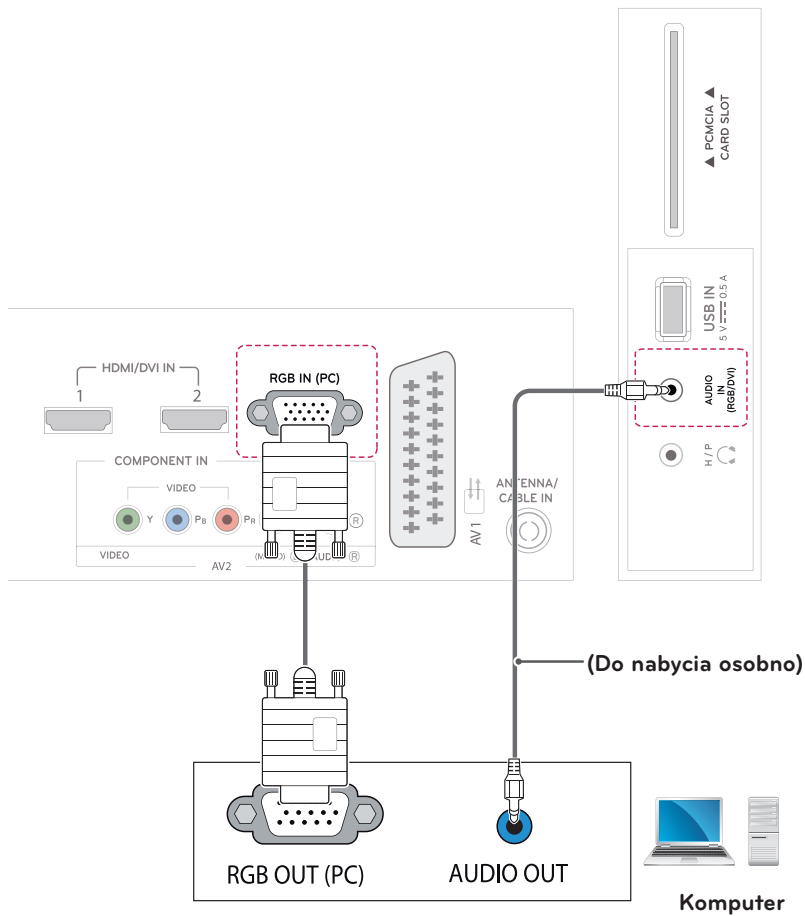 ▲ PCMCIA ▲
CARD SLOT
USB IN
5 V 0.5 A
AUDIO
IN
(RGB/DVI)
H / P
HDMI/DVI IN
1
2
RGB IN (PC)
COMPONENT IN
VIDEO
Y
PB
PR
R
VIDEO
AV2
R
AV1
ANTENNA/
CABLE IN
(Do nabycia osobno)
RGB OUT (PC)
AUDIO OUT
Komputer